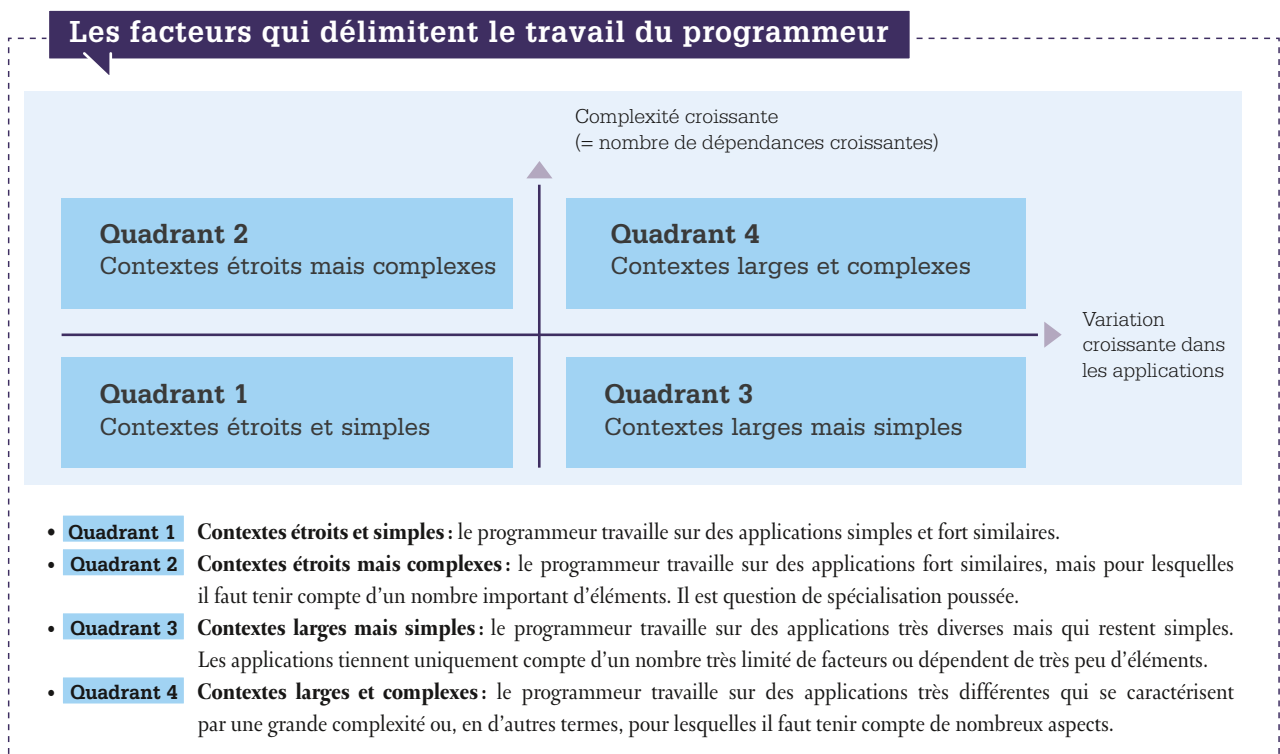 Les facteurs qui délimitent le travail du programmeur
Complexité croissante
(= nombre de dépendances croissantes)
Quadrant 2
Contextes étroits mais complexes
Quadrant 4
Contextes larges et complexes
Variation
croissante dans
les applications
Quadrant 1
Contextes étroits et simples
Quadrant 3
Contextes larges mais simples
• Quadrant 1 Contextes étroits et simples : le programmeur travaille sur des applications simples et fort similaires.
• Quadrant 2 Contextes étroits mais complexes : le programmeur travaille sur des applications fort similaires, mais pour lesquelles
il faut tenir compte d'un nombre important d'éléments. Il est question de spécialisation poussée.
• Quadrant 3 Contextes larges mais simples : le programmeur travaille sur des applications très diverses mais qui restent simples.
Les applications tiennent uniquement compte d'un nombre très limité de facteurs ou dépendent de très peu d'éléments.
• Quadrant 4 Contextes larges et complexes : le programmeur travaille sur des applications très différentes qui se caractérisent
par une grande complexité ou, en d'autres termes, pour lesquelles il faut tenir compte de nombreux aspects.